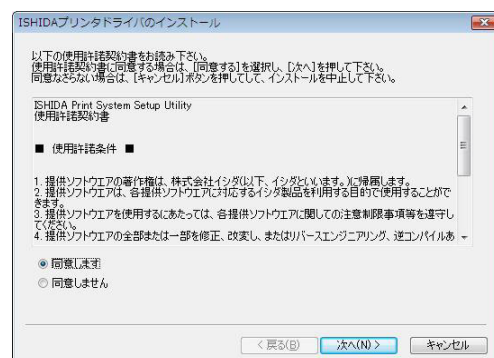 ISHIDAプリンタドライバのインストール
以下の使用許諾契約書をお読み下さい。
使用許諾契約書に同意する場合は、[同意する]を選択し、[次へ]を押して下さい。
同意なさらない場合は、[キャンセル]ボタンを押してして、インストールを中止して下さい。
ISHIDA Print System Setup Utility
使用許諾契約書
■ 使用許諾条件 ■
1. 提供ソフトウエアの著作権は、株式会社イシダ(以下、イシダといいます。)に帰属します。
2. 提供ソフトウエアは、各提供ソフトウエアに対応するイシダ製品を利用する目的で使用することがで
きます。
3. 提供ソフトウエアを使用するにあたっては、各提供ソフトウエアに関しての注意制限事項等を遵守し
てください。
4. 提供ソフトウエアの全部または一部を修正、改変し、またはリバースエンジニアリング、逆コンパイルあ
同意します
同意しません
< 戻る(B)
次へ(N) >
キャンセル